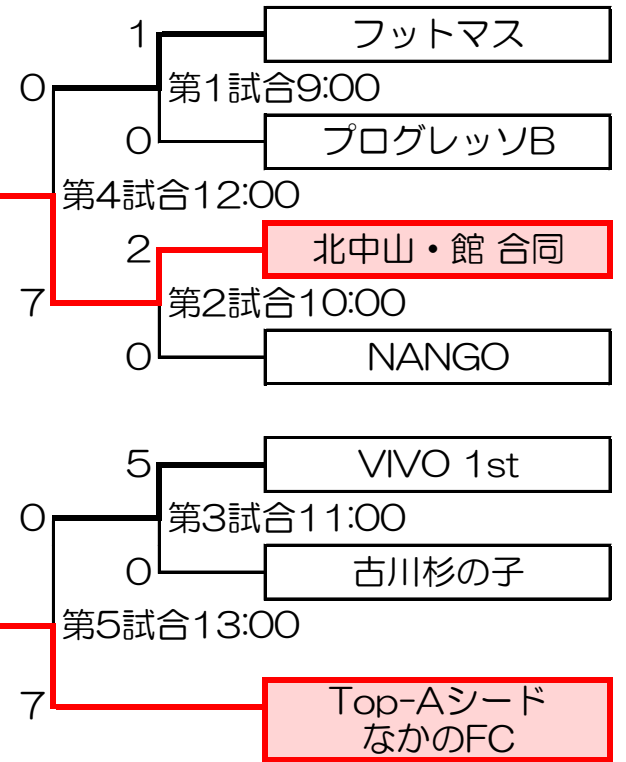 1
フットマス
0
第1試合9:00
0
プログレッソB
第4試合12:00
2
北中山・館 合同
7
第2試合10:00
0
NANGO
5
VIVO 1st
0
第3試合11:00
0
古川杉の子
第5試合13:00
7
Top-Aシード
なかのFC